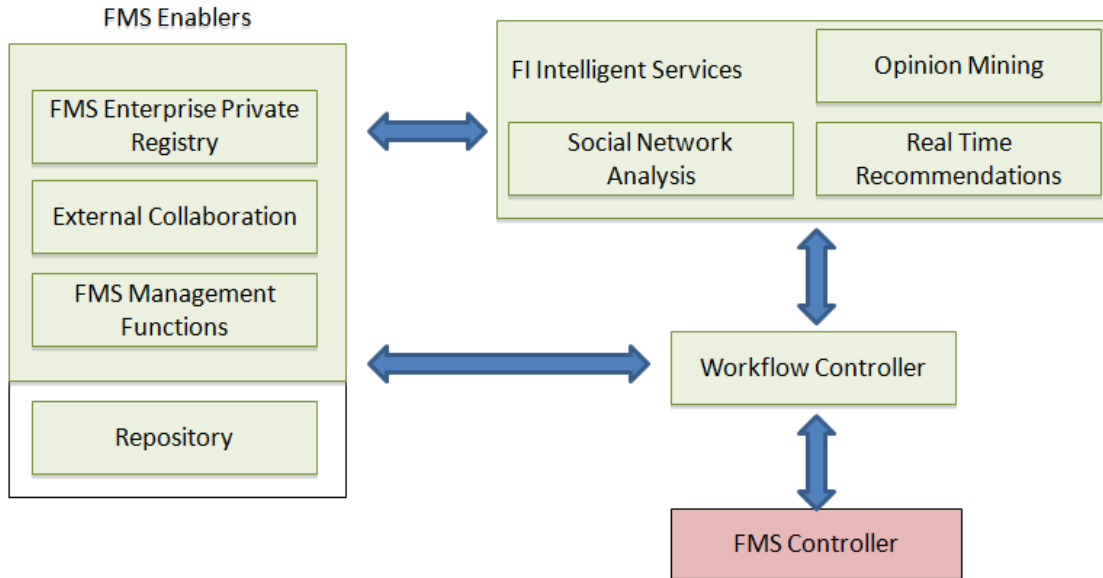 FMS Enablers
FMS Enterprise Private
Registry
External Collaboration
FMS Management
Functions
Repository
FI Intelligent Services
Opinion Mining
Social Network
Analysis
Real Time
Recommendations
Workflow Controller
FMS Controller